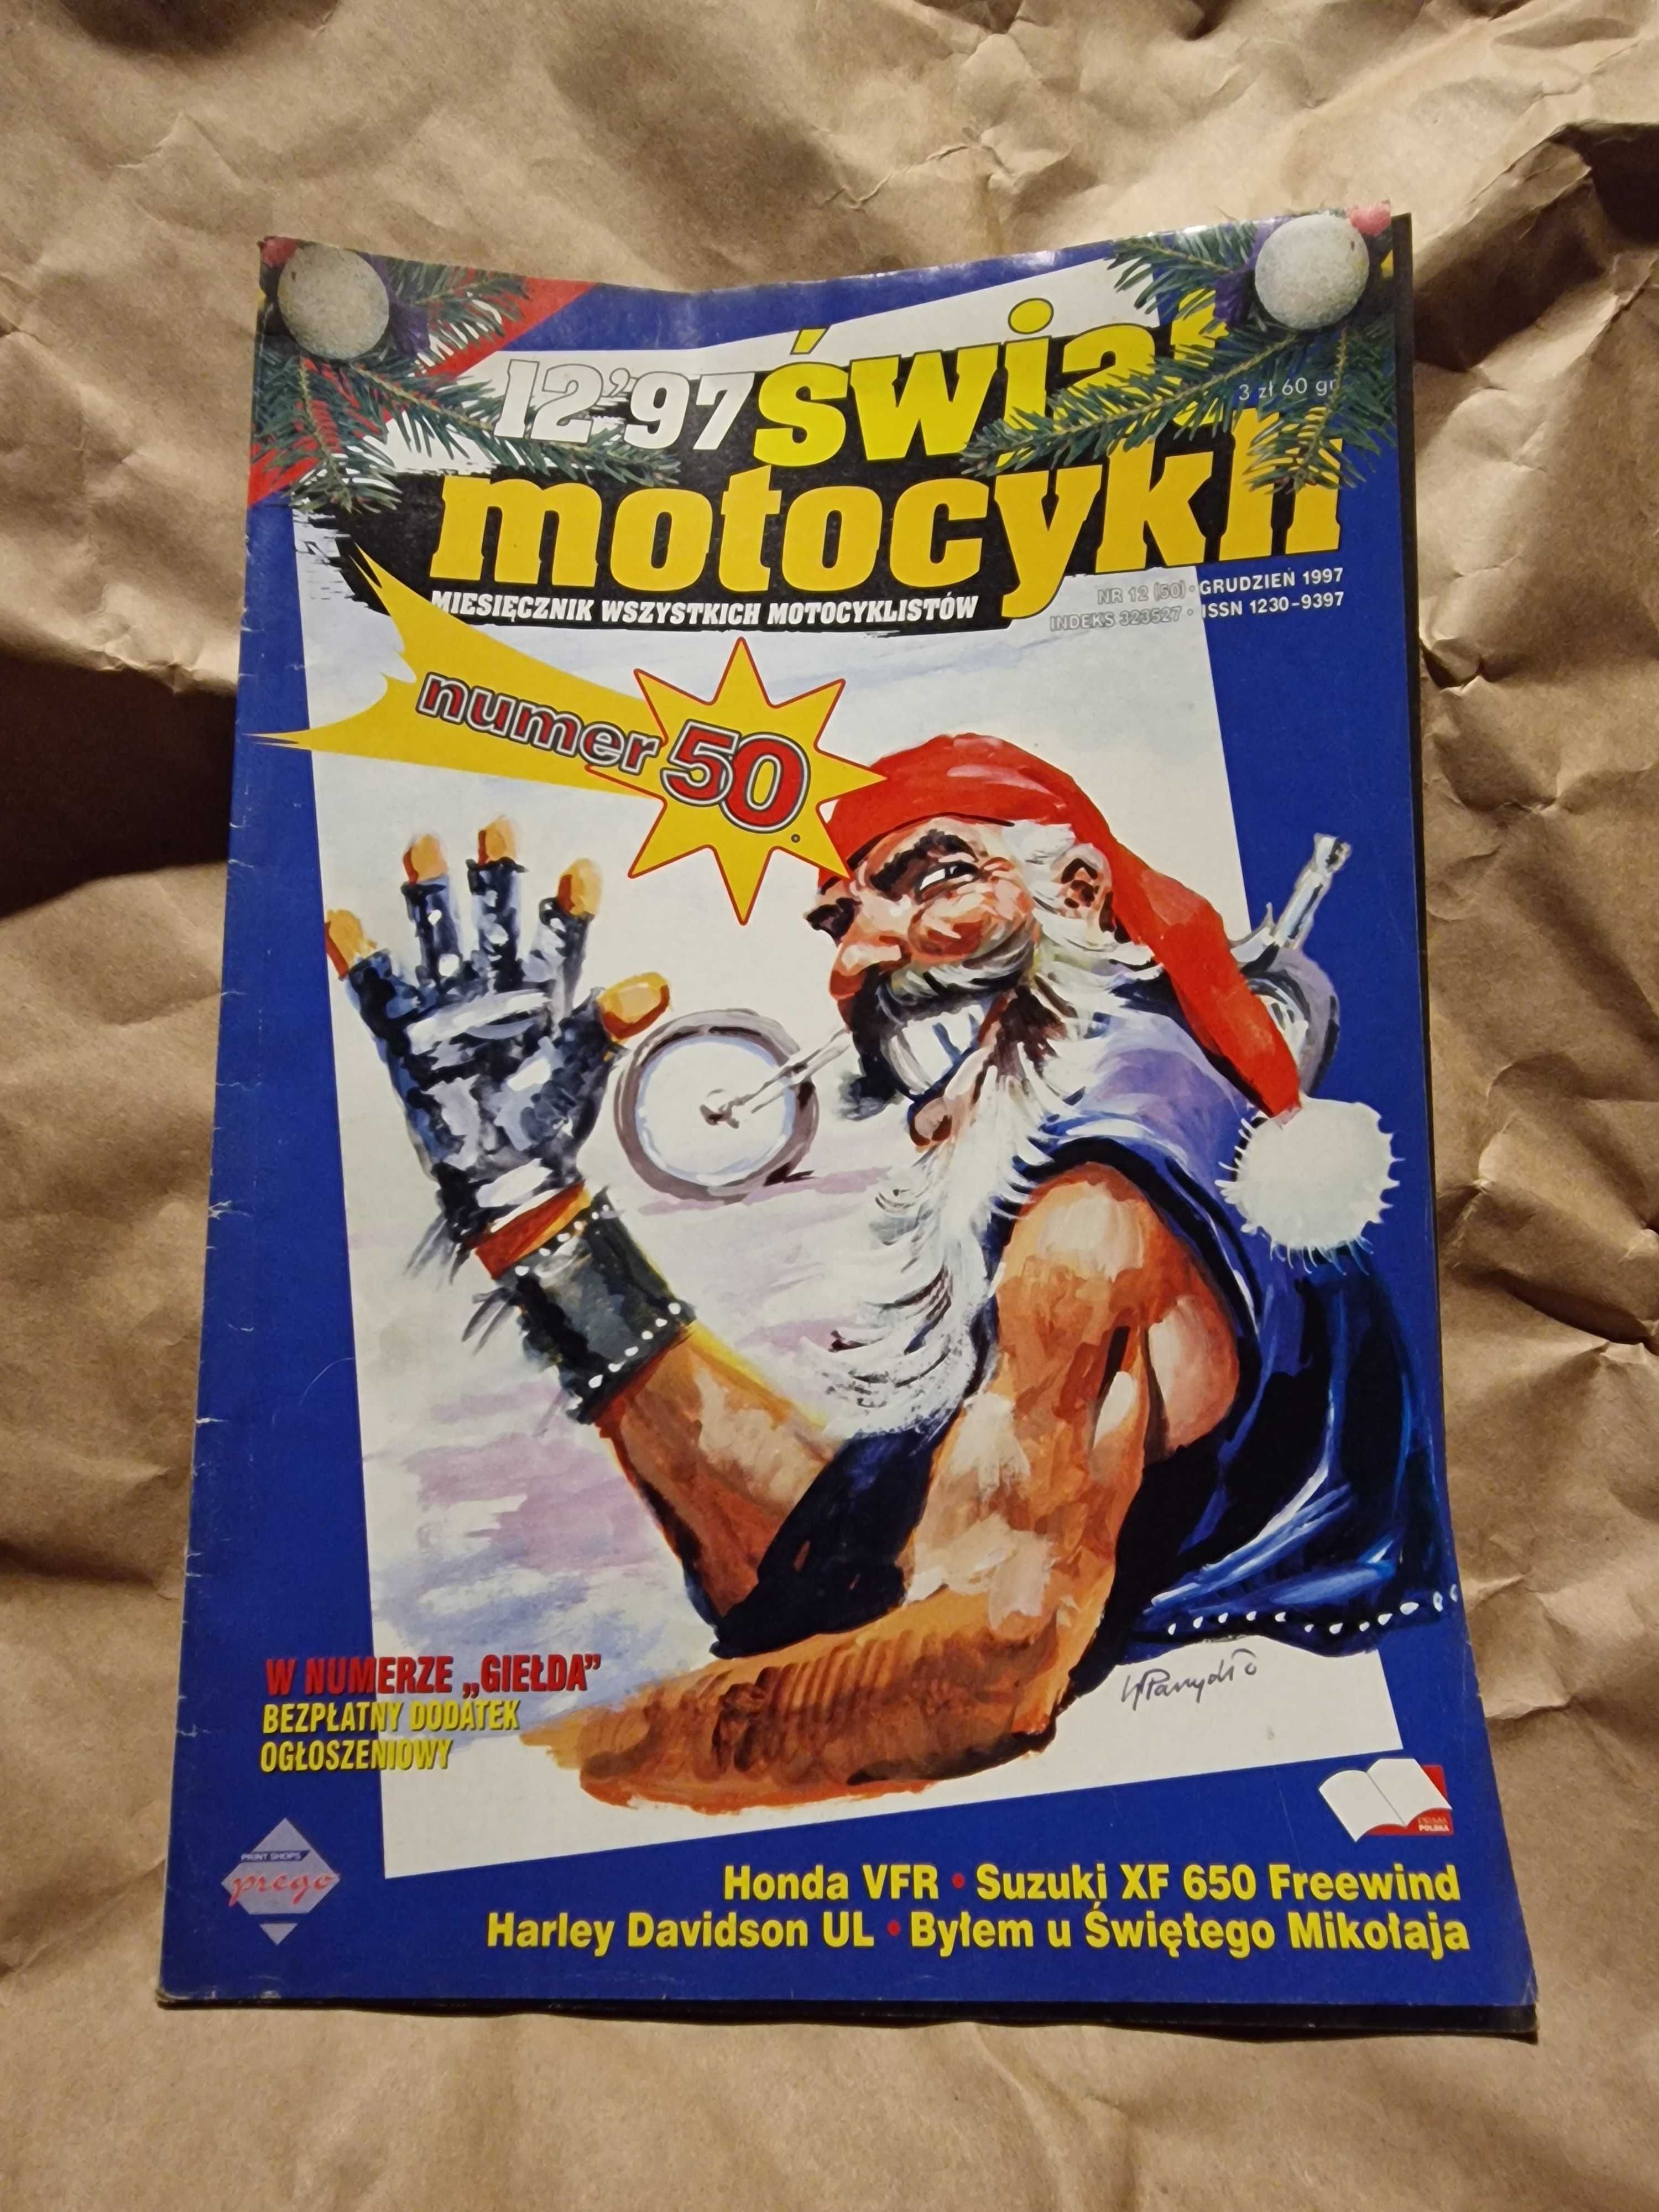 12'97 świat
3 zł 60 gr
motocykli
MIESIĘCZNIK WSZYSTKICH MOTOCYKLISTÓW
NR 12 (50) • GRUDZIEŃ 1997
INDEKS 323527 • ISSN 1230-9397
numer 50
W NUMERZE „GIEŁDA”
BEZPŁATNY DODATEK
OGŁOSZENIOWY
PRINT SHOPS
prego
POLSKA
Honda VFR • Suzuki XF 650 Freewind
Harley Davidson UL • Byłem u Świętego Mikołaja